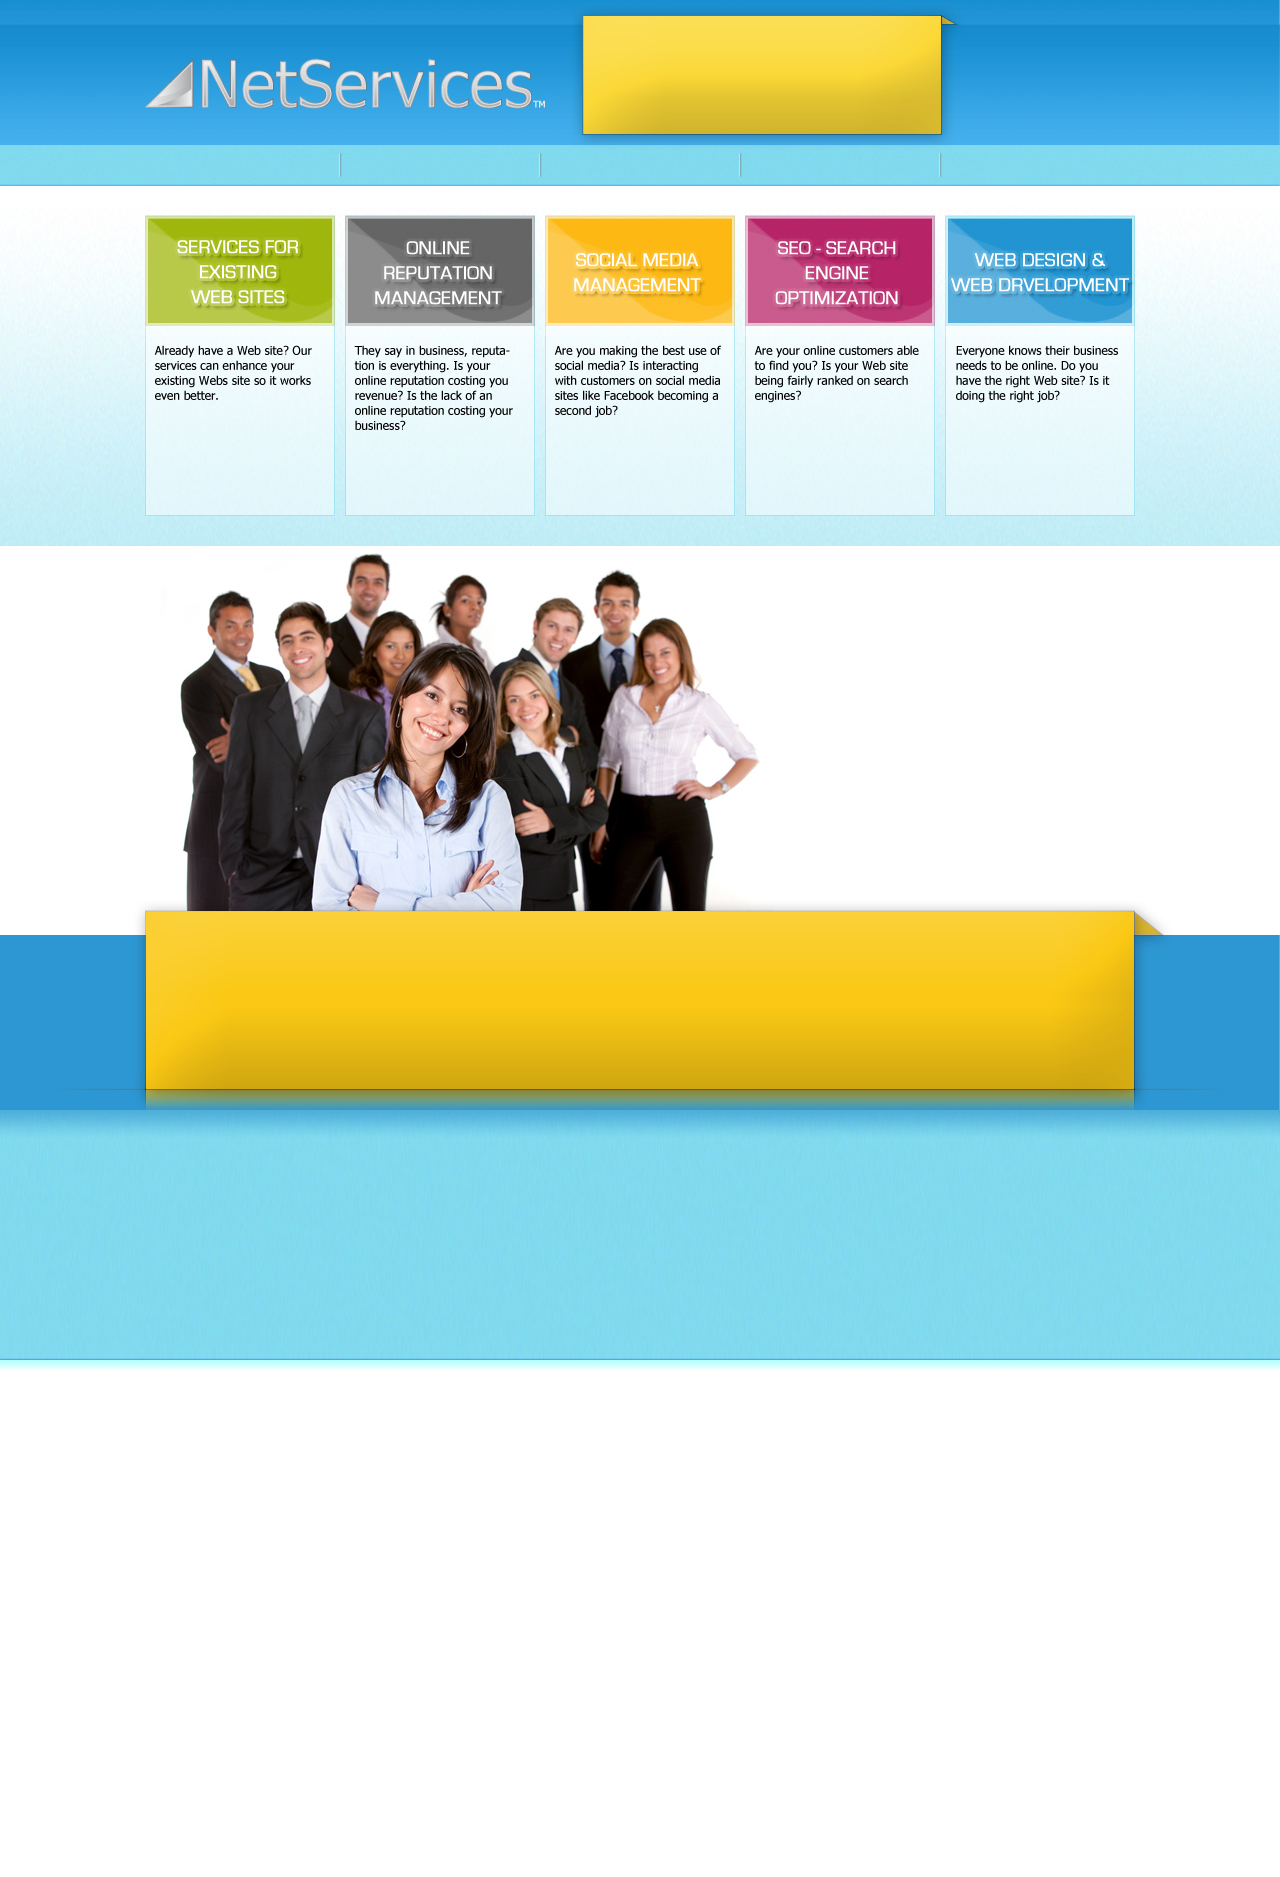 NetServices™
SERVICES FOR
EXISTING
WEB SITES
ONLINE
REPUTATION
MANAGEMENT
SOCIAL MEDIA
MANAGEMENT
SEO - SEARCH
ENGINE
OPTIMIZATION
WEB DESIGN &
WEB DRVELOPMENT
Already have a Web site? Our
services can enhance your
existing Webs site so it works
even better.
They say in business, reputa-
tion is everything. Is your
online reputation costing you
revenue? Is the lack of an
online reputation costing your
business?
Are you making the best use of
social media? Is interacting
with customers on social media
sites like Facebook becoming a
second job?
Are your online customers able
to find you? Is your Web site
being fairly ranked on search
engines?
Everyone knows their business
needs to be online. Do you
have the right Web site? Is it
doing the right job?